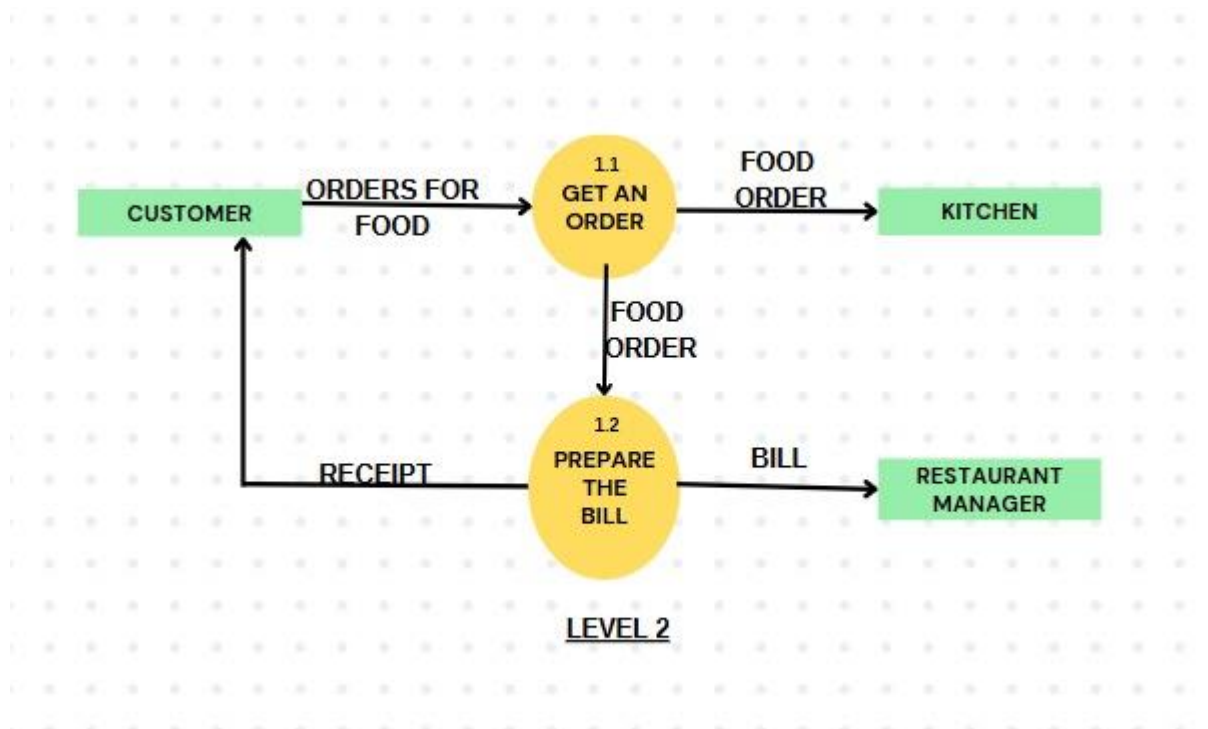 1.1
GET AN
ORDER
FOOD
ORDER
ORDERS FOR
FOOD
CUSTOMER
KITCHEN
FOOD
ORDER
1.2
PREPARE
THE
BILL
BILL
RECEIPT
RESTAURANT
MANAGER
LEVEL 2